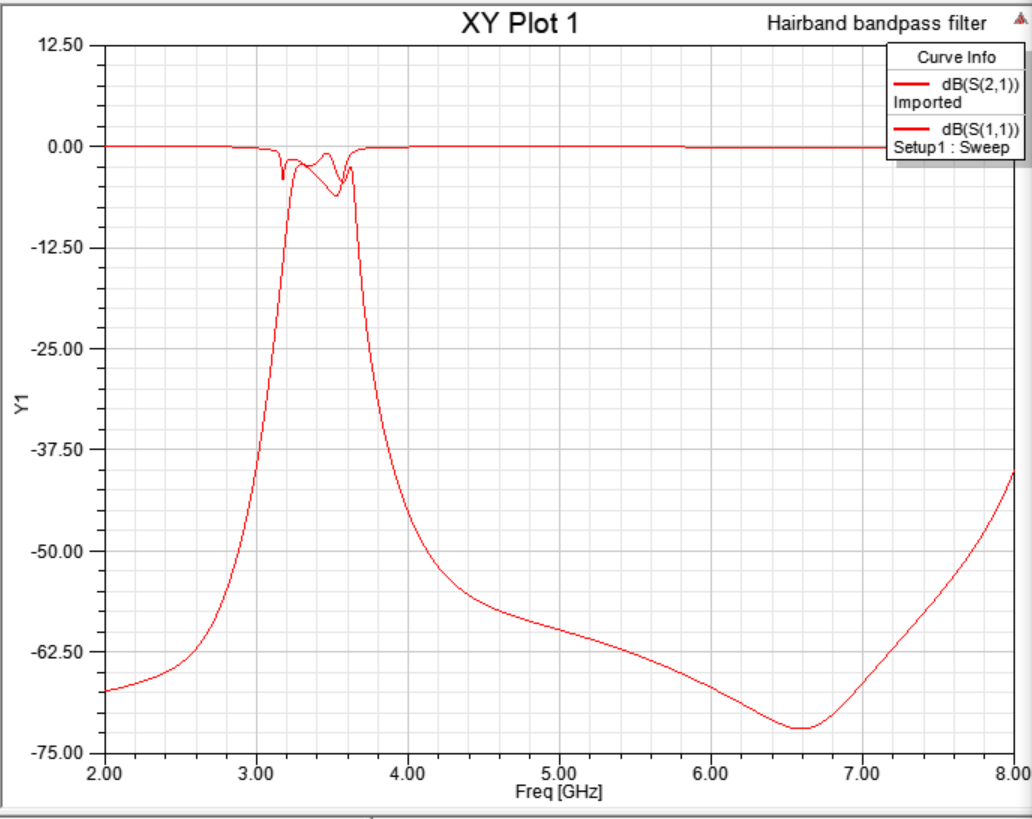 XY Plot 1
Hairband bandpass filter
Curve Info
dB(S(2,1))
Imported
dB(S(1,1))
Setup1 : Sweep
12.50
0.00
-12.50
-25.00
-37.50
-50.00
-62.50
-75.00
Y1
2.00 3.00 4.00 5.00 6.00 7.00 8.00
Freq [GHz]